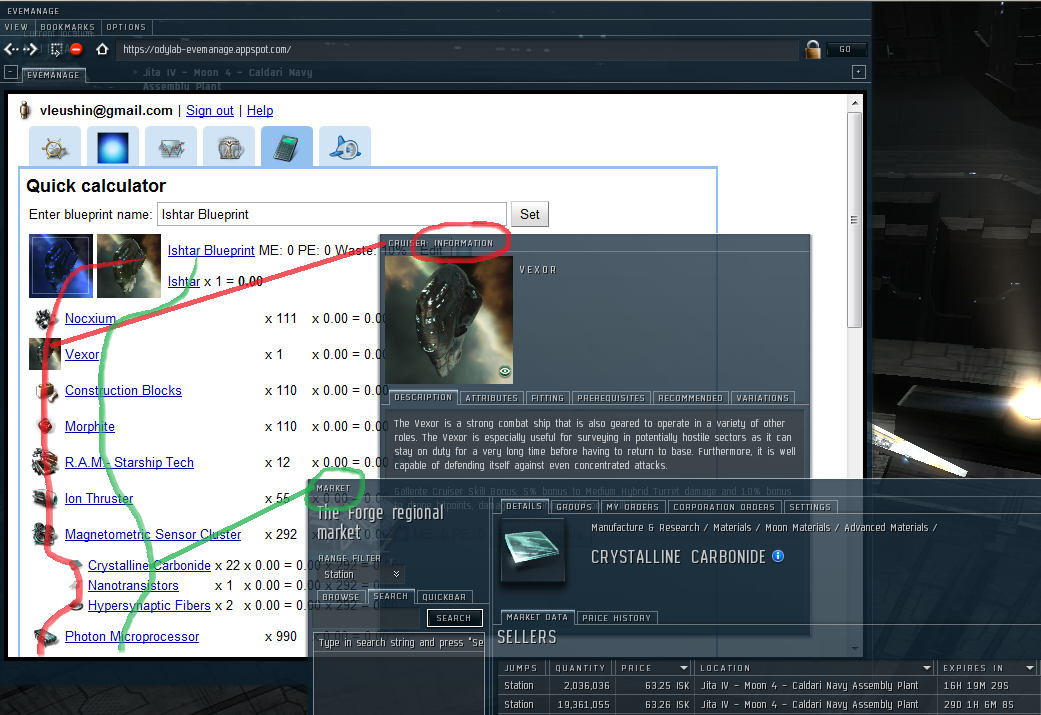 EVEMANAGE
VIEW BOOKMARKS OPTIONS
https://odylab-evemanage.appspot.com/ GO
EVEMANAGE
Jita IV - Moon 4 - Caldari Navy
Assembly Plant
vleushin@gmail.com | Sign out | Help
Quick calculator
Enter blueprint name: Ishtar Blueprint Set
Ishtar Blueprint ME: 0 PE: 0 Waste: 10% Edit
Ishtar x 1 = 0.00
Nocxium x 111 x 0.00 = 0.00
Vexor x 1 x 0.00 = 0.00
Construction Blocks x 110 x 0.00 = 0.00
Morphite x 110 x 0.00 = 0.00
R.A.M.- Starship Tech x 12 x 0.00 = 0.00
Ion Thruster x 55 x 0.00 = 0.00
Magnetometric Sensor Cluster x 292
Crystalline Carbonide x 22 x 0.00 = 0.0
Nanotransistors x 1 x 0.00 = 0.0
Hypersynaptic Fibers x 2 x 0.00 = 0.0
Photon Microprocessor x 990
CRUISER: INFORMATION
VEXOR
DESCRIPTION ATTRIBUTES FITTING PREREQUISITES RECOMMENDED VARIATIONS
The Vexor is a strong combat ship that is also geared to operate in a variety of other
roles. The Vexor is especially useful for surveying in potentially hostile sectors as it can
stay on duty for a very long time before having to return to base. Furthermore, it is well
capable of defending itself against even concentrated attacks.
Gallente Cruiser Skill Bonus: 5% bonus to Medium Hybrid Turret damage and 10% bonus
MARKET
The Forge regional
market
RANGE FILTER
Station
BROWSE SEARCH QUICKBAR
SEARCH
Type in search string and press "Se
DETAILS GROUPS MY ORDERS CORPORATION ORDERS SETTINGS
Manufacture & Research / Materials / Moon Materials / Advanced Materials /
CRYSTALLINE CARBONIDE
MARKET DATA PRICE HISTORY
SELLERS
JUMPS QUANTITY PRICE LOCATION EXPIRES IN
Station 2,036,036 63.25 ISK Jita IV - Moon 4 - Caldari Navy Assembly Plant 16H 19M 29S
Station 19,361,055 63.26 ISK Jita IV - Moon 4 - Caldari Navy Assembly Plant 29D 1H 6M 8S